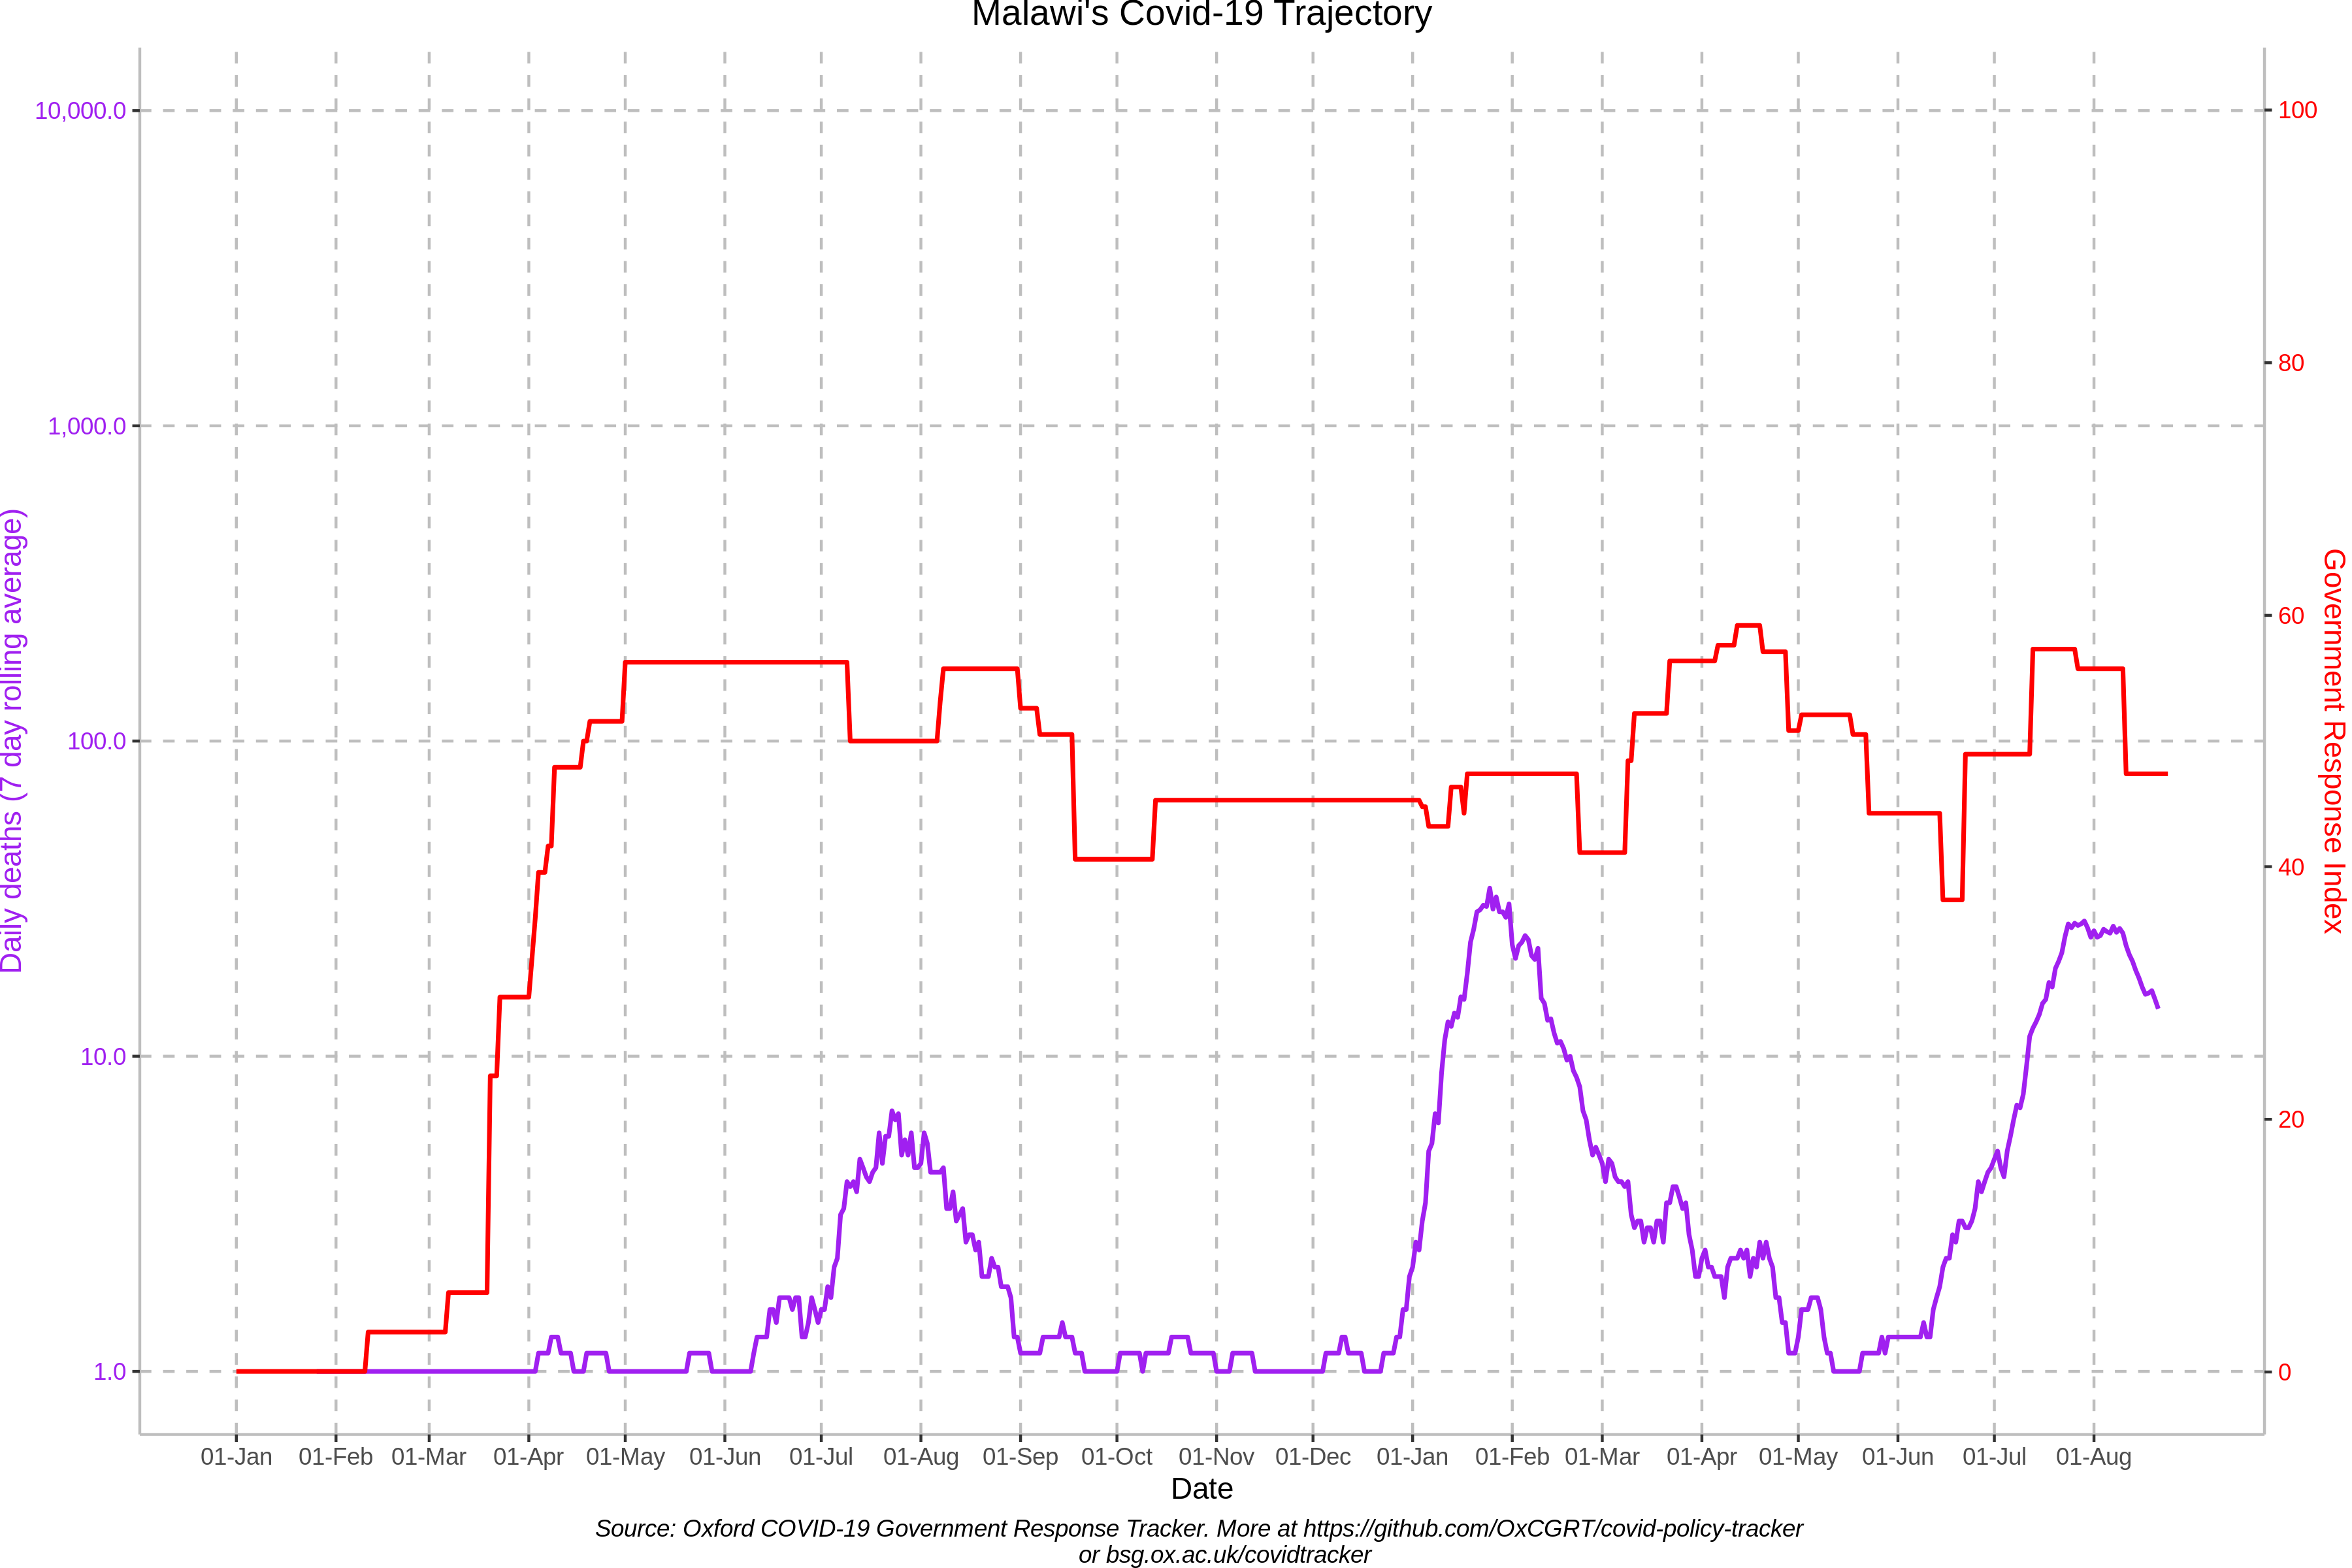 Malawi's Covid-19 Trajectory
10,000.0
1,000.0
100.0
10.0
1.0
Daily deaths (7 day rolling average)
100
80
60
40
20
0
Government Response Index
01-Jan 01-Feb 01-Mar 01-Apr 01-May 01-Jun 01-Jul 01-Aug 01-Sep 01-Oct 01-Nov 01-Dec 01-Jan 01-Feb 01-Mar 01-Apr 01-May 01-Jun 01-Jul 01-Aug
Date
Source: Oxford COVID-19 Government Response Tracker. More at https://github.com/OxCGRT/covid-policy-tracker
or bsg.ox.ac.uk/covidtracker